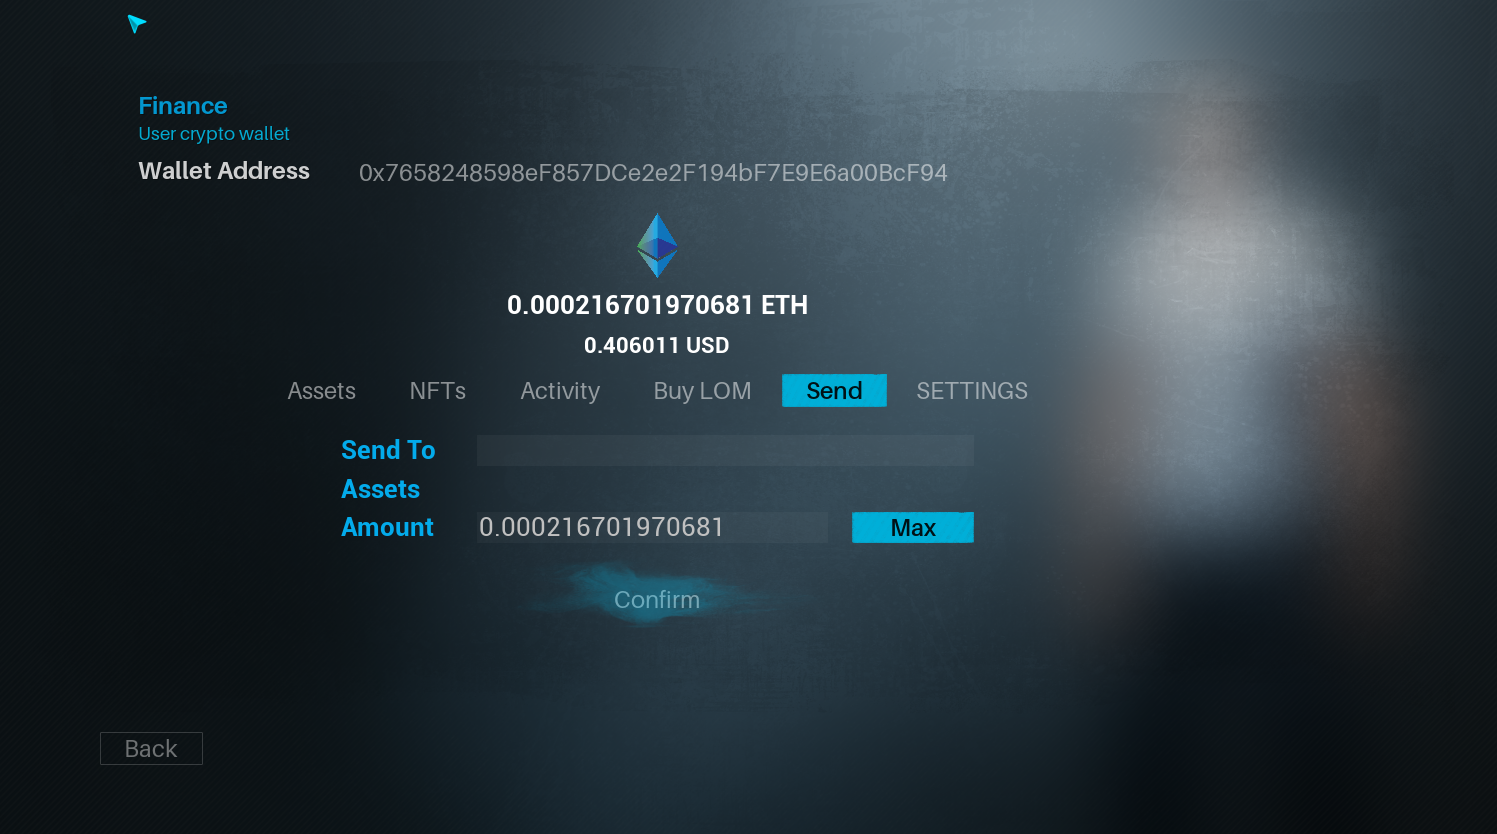 Finance
User crypto wallet
Wallet Address 0x7658248598eF857DCe2e2F194bF7E9E6a00BcF94
0.000216701970681 ETH
0.406011 USD
Assets NFTs Activity Buy LOM Send SETTINGS
Send To
Assets
Amount 0.000216701970681 Max
Confirm
Back